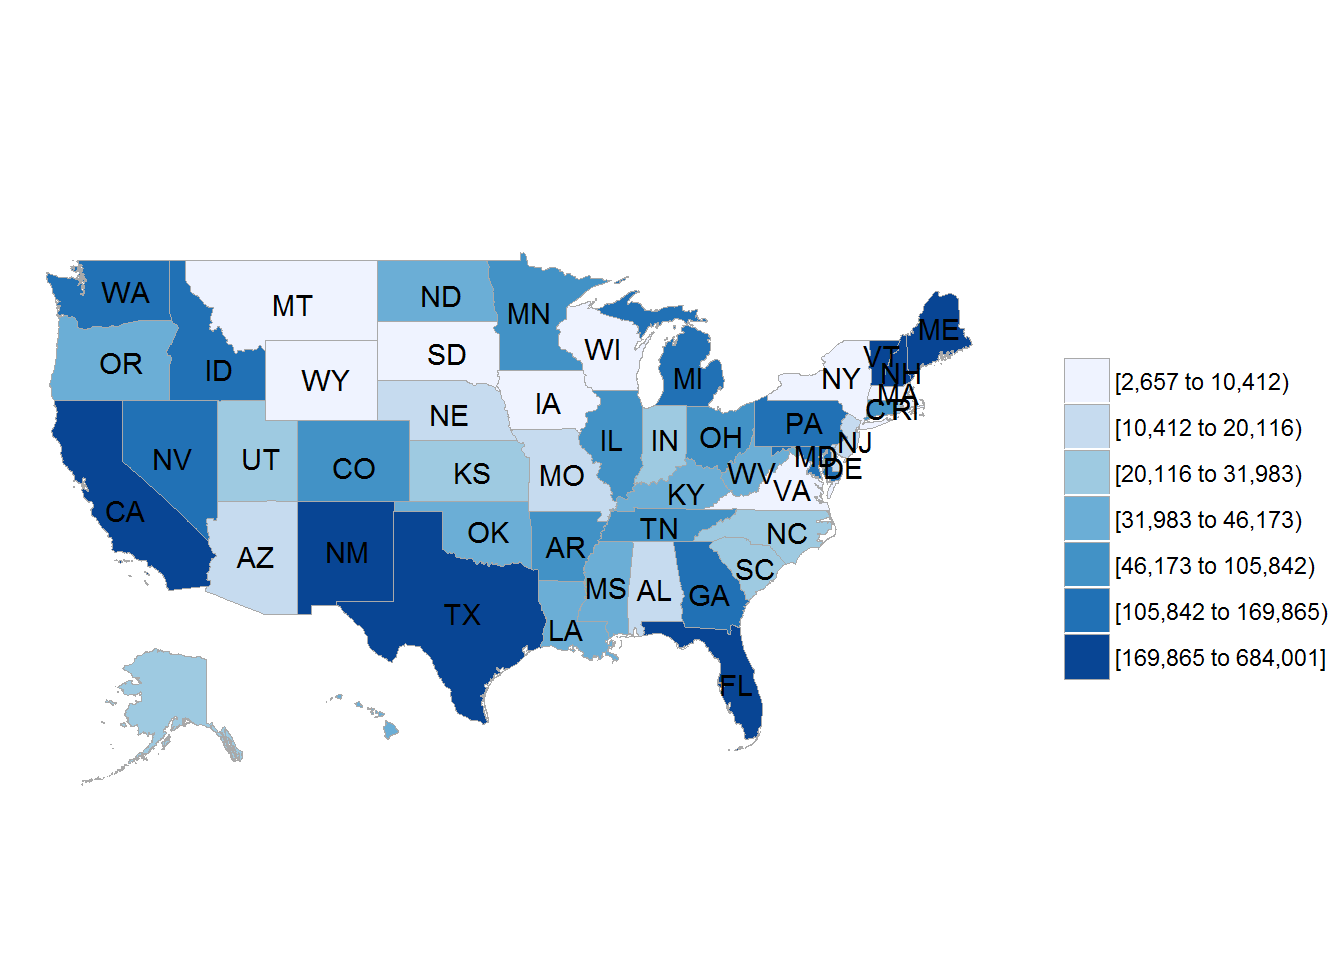 WA
MT
ND
MN
ME
OR
ID
SD
WI
VT
NH
WY
MI
NY
MA
IA
NE
CT
RI
PA
NV
UT
CO
KS
MO
IL
IN
OH
NJ
MD
DE
WV
VA
KY
CA
AZ
NM
OK
AR
TN
NC
SC
MS
AL
GA
TX
LA
FL
[2,657 to 10,412)
[10,412 to 20,116)
[20,116 to 31,983)
[31,983 to 46,173)
[46,173 to 105,842)
[105,842 to 169,865)
[169,865 to 684,001]